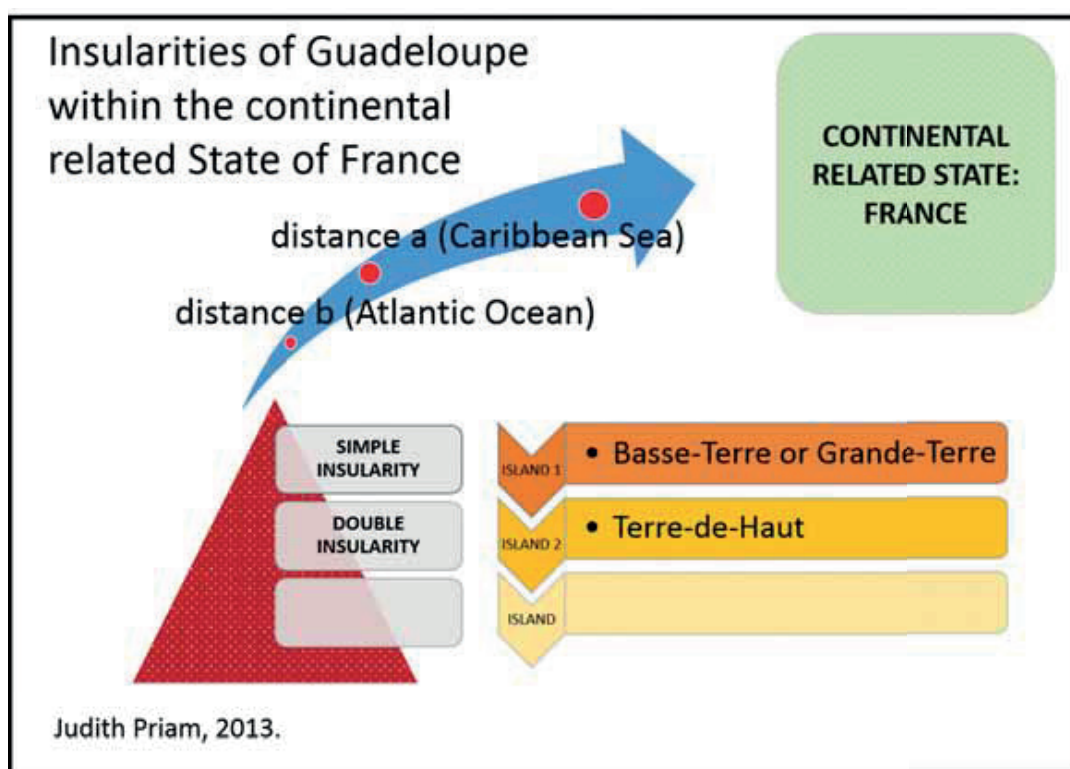 Insularities of Guadeloupe
within the continental
related State of France
CONTINENTAL
RELATED STATE:
FRANCE
distance a (Caribbean Sea)
distance b (Atlantic Ocean)
SIMPLE
INSULARITY
ISLAND 1
• Basse-Terre or Grande-Terre
DOUBLE
INSULARITY
ISLAND 2
• Terre-de-Haut
ISLAND
Judith Priam, 2013.